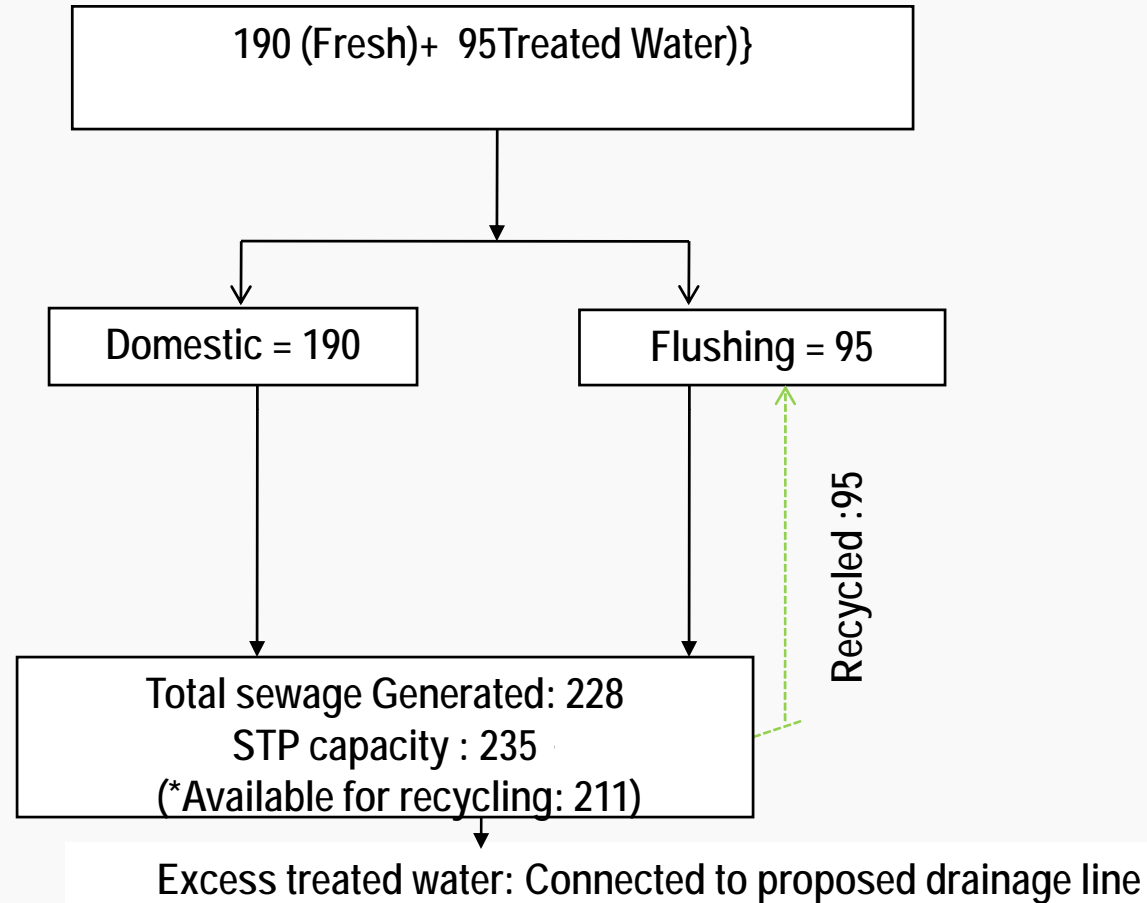 190 (Fresh)+ 95Treated Water)}
Domestic = 190
Flushing = 95
Recycled :95
Total sewage Generated: 228
STP capacity : 235
(*Available for recycling: 211)
Excess treated water: Connected to proposed drainage line